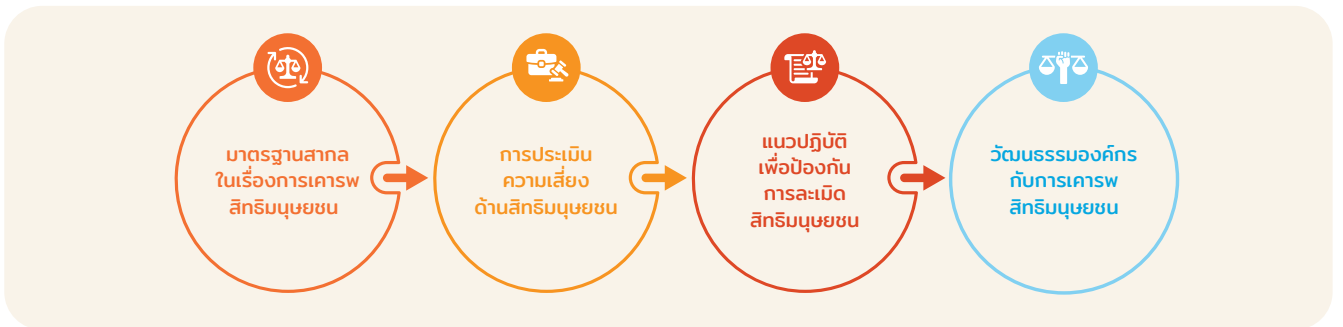 มาตรฐานสากล
ในเรื่องการเคารพ
สิทธิมนุษยชน
การประเมิน
ความเสี่ยง
ด้านสิทธิมนุษยชน
แนวปฏิบัติ
เพื่อป้องกัน
การละเมิด
สิทธิมนุษยชน
วัฒนธรรมองค์กร
กับการเคารพ
สิทธิมนุษยชน